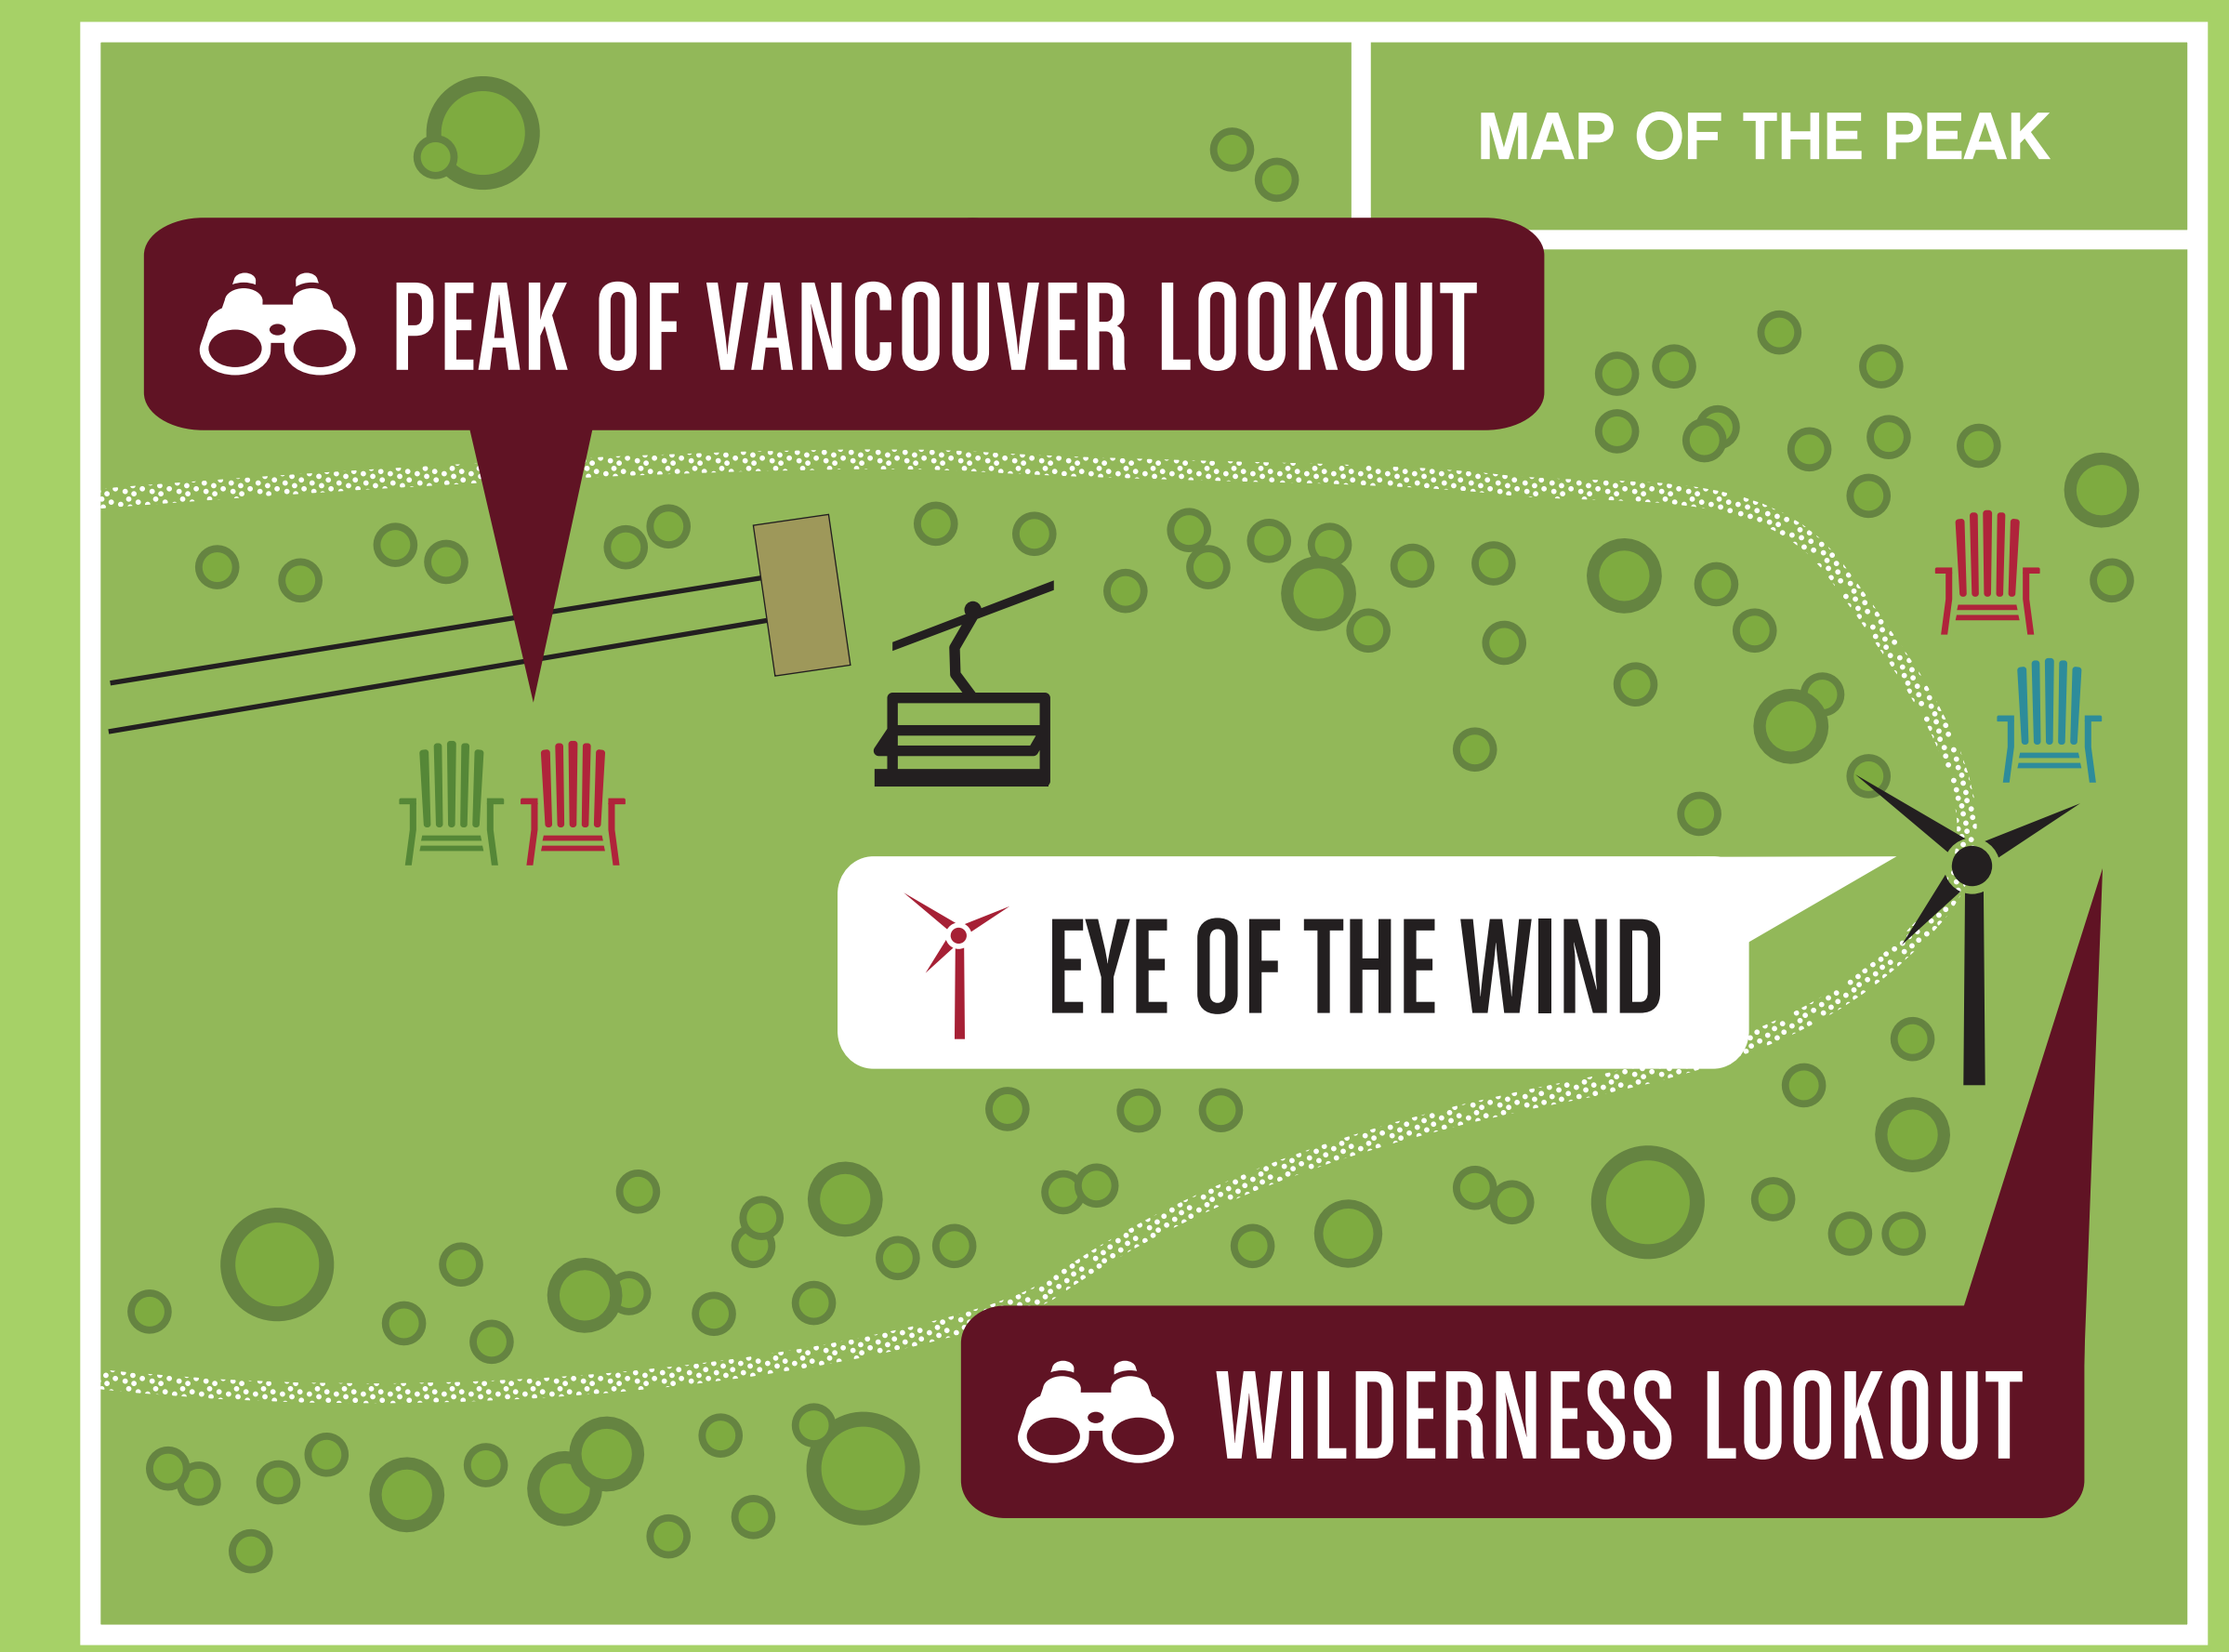 MAP OF THE PEAK
PEAK OF VANCOUVER LOOKOUT
EYE OF THE WIND
WILDERNESS LOOKOUT